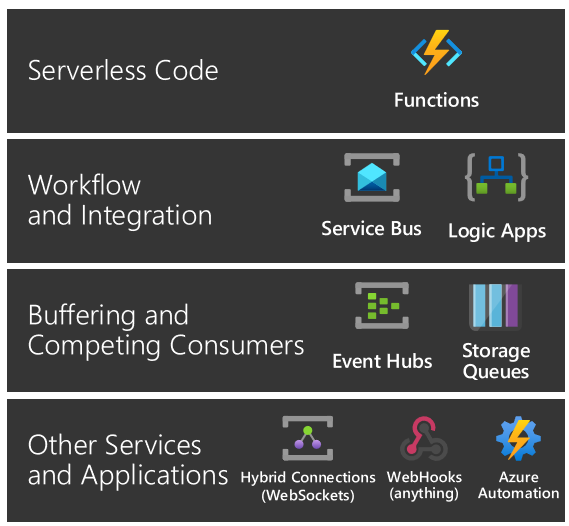 Serverless Code
Functions
Workflow
and Integration
Service Bus
Logic Apps
Buffering and
Competing Consumers
Event Hubs
Storage
Queues
Other Services
and Applications
Hybrid Connections
(WebSockets)
WebHooks
(anything)
Azure
Automation